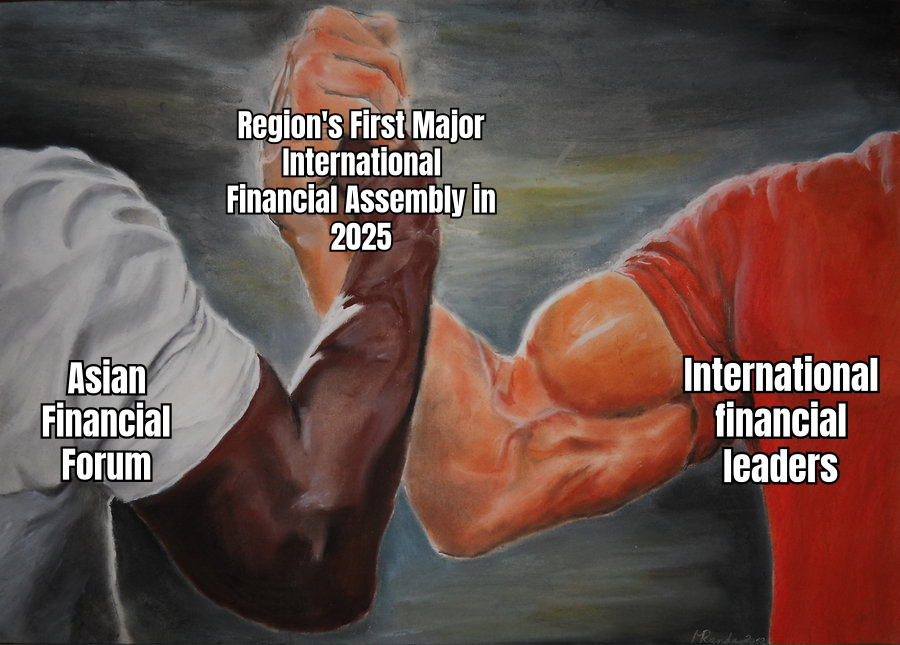 Region's First Major
International
Financial Assembly in
2025
Asian
Financial
Forum
International
financial
leaders